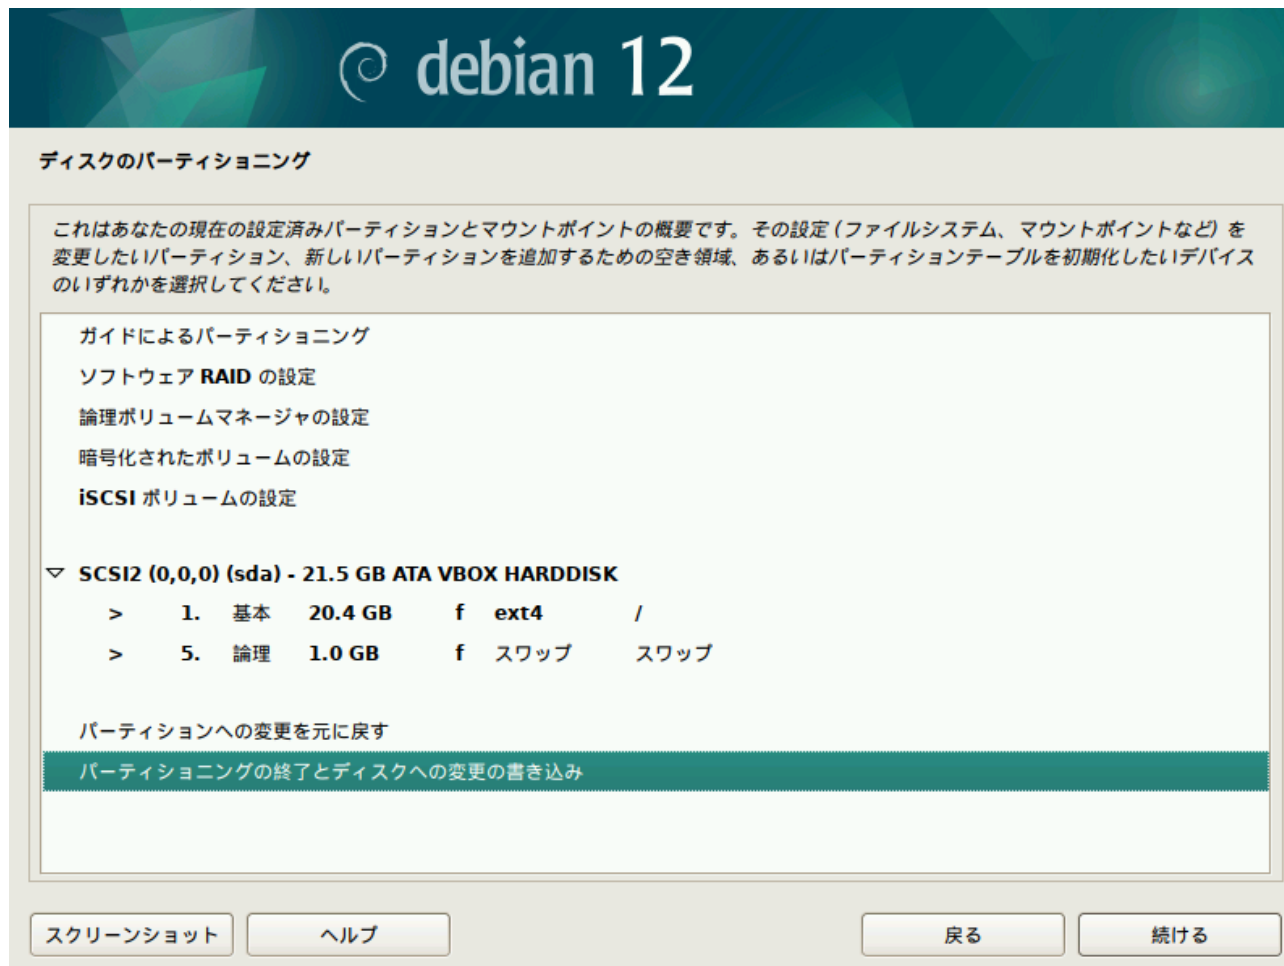 debian 12
ディスクのパーティショニング
これはあなたの現在の設定済みパーティションとマウントポイントの概要です。その設定 (ファイルシステム、マウントポイントなど) を
変更したいパーティション、新しいパーティションを追加するための空き領域、あるいはパーティションテーブルを初期化したいデバイス
のいずれかを選択してください。
ガイドによるパーティショニング
ソフトウェア RAID の設定
論理ボリュームマネージャの設定
暗号化されたボリュームの設定
iSCSI ボリュームの設定
SCSI2 (0,0,0) (sda) - 21.5 GB ATA VBOX HARDDISK
> 1. 基本 20.4 GB f ext4 /
> 5. 論理 1.0 GB f スワップ スワップ
パーティションへの変更を元に戻す
パーティショニングの終了とディスクへの変更の書き込み
スクリーンショット ヘルプ 戻る 続ける